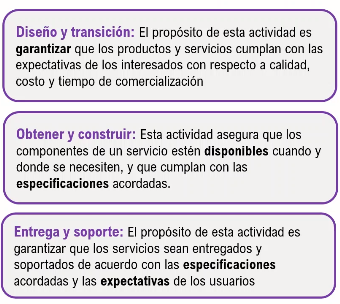 Diseño y transición: El propósito de esta actividad es
garantizar que los productos y servicios cumplan con las
expectativas de los interesados con respecto a calidad,
costo y tiempo de comercialización
Obtener y construir: Esta actividad asegura que los
componentes de un servicio estén disponibles cuando y
donde se necesiten, y que cumplan con las
especificaciones acordadas.
Entrega y soporte: El propósito de esta actividad es
garantizar que los servicios sean entregados y
soportados de acuerdo con las especificaciones
acordadas y las expectativas de los usuarios